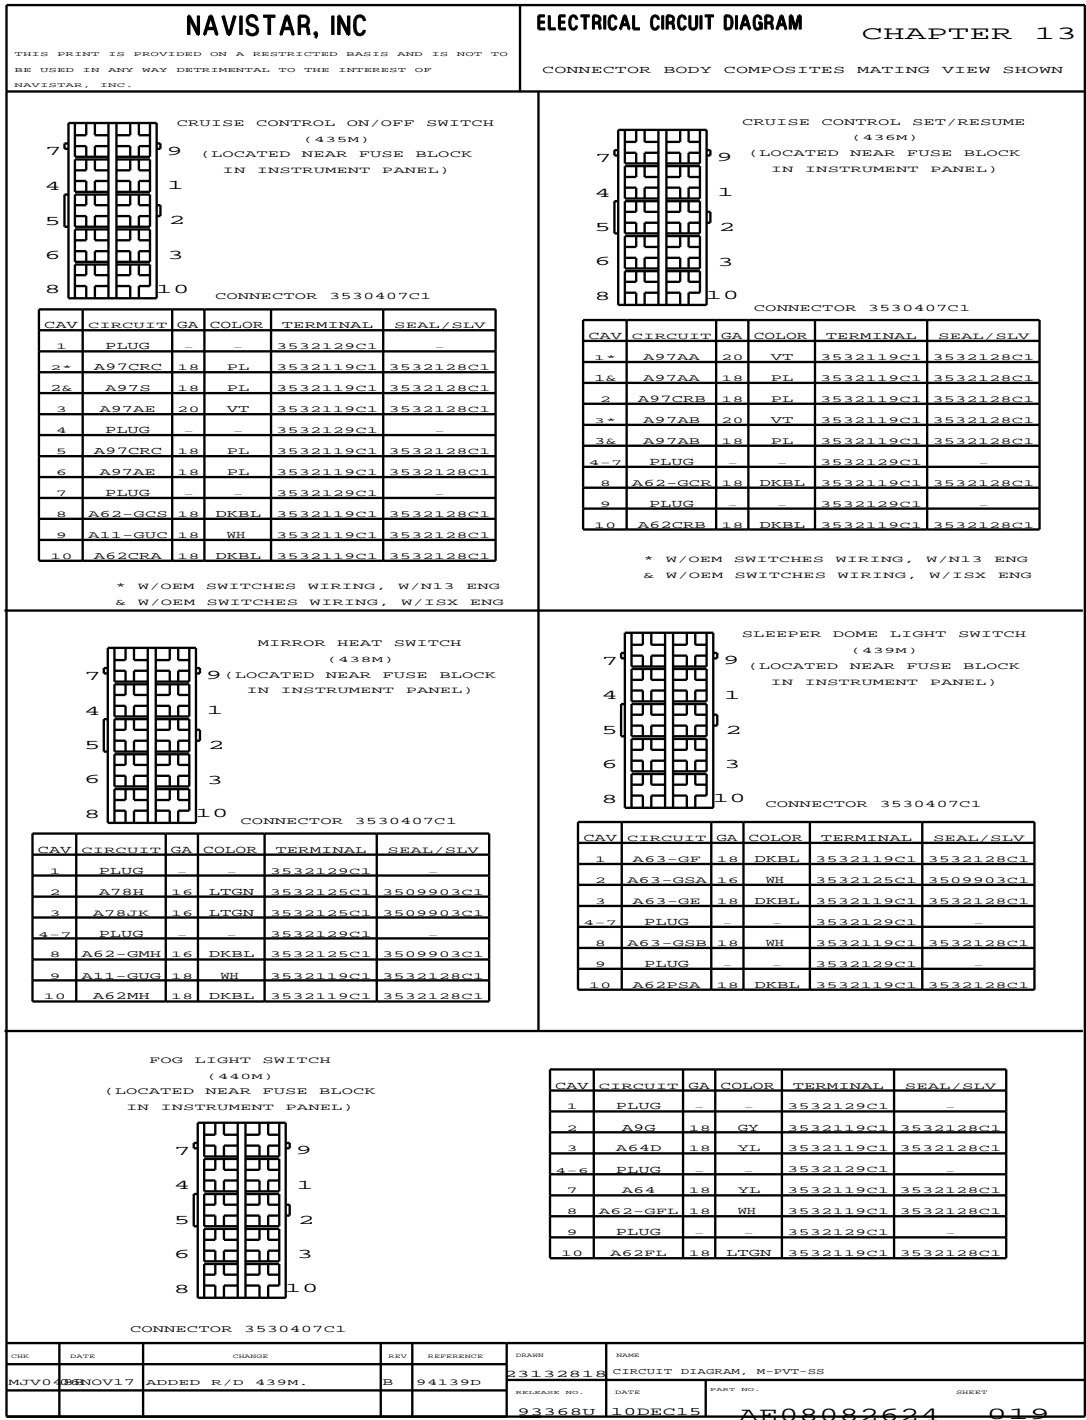 NAVISTAR, INC
THIS PRINT IS PROVIDED ON A RESTRICTED BASIS AND IS NOT TO
BE USED IN ANY WAY DETRIMENTAL TO THE INTEREST OF
NAVISTAR, INC.
ELECTRICAL CIRCUIT DIAGRAM
CHAPTER 13
CONNECTOR BODY COMPOSITES MATING VIEW SHOWN
CRUISE CONTROL ON/OFF SWITCH
(435M)
(LOCATED NEAR FUSE BLOCK
IN INSTRUMENT PANEL)
7 9
4 1
5 2
6 3
8 10
CONNECTOR 3530407C1
CAV CIRCUIT GA COLOR TERMINAL SEAL/SLV
1 PLUG – – 3532129C1 –
2* A97CRC 18 PL 3532119C1 3532128C1
2& A97S 18 PL 3532119C1 3532128C1
3 A97AE 20 VT 3532119C1 3532128C1
4 PLUG – – 3532129C1 –
5 A97CRC 18 PL 3532119C1 3532128C1
6 A97AE 18 PL 3532119C1 3532128C1
7 PLUG – – 3532129C1 –
8 A62-GCS 18 DKBL 3532119C1 3532128C1
9 A11-GUC 18 WH 3532119C1 3532128C1
10 A62CRA 18 DKBL 3532119C1 3532128C1
* W/OEM SWITCHES WIRING, W/N13 ENG
& W/OEM SWITCHES WIRING, W/ISX ENG
CRUISE CONTROL SET/RESUME
(436M)
(LOCATED NEAR FUSE BLOCK
IN INSTRUMENT PANEL)
7 9
4 1
5 2
6 3
8 10
CONNECTOR 3530407C1
CAV CIRCUIT GA COLOR TERMINAL SEAL/SLV
1* A97AA 20 VT 3532119C1 3532128C1
1& A97AA 18 PL 3532119C1 3532128C1
2 A97CRB 18 PL 3532119C1 3532128C1
3* A97AB 20 VT 3532119C1 3532128C1
3& A97AB 18 PL 3532119C1 3532128C1
4-7 PLUG – – 3532129C1 –
8 A62-GCR 18 DKBL 3532119C1 3532128C1
9 PLUG – – 3532129C1 –
10 A62CRB 18 DKBL 3532119C1 3532128C1
* W/OEM SWITCHES WIRING, W/N13 ENG
& W/OEM SWITCHES WIRING, W/ISX ENG
MIRROR HEAT SWITCH
(438M)
(LOCATED NEAR FUSE BLOCK
IN INSTRUMENT PANEL)
7 9
4 1
5 2
6 3
8 10
CONNECTOR 3530407C1
CAV CIRCUIT GA COLOR TERMINAL SEAL/SLV
1 PLUG – – 3532129C1 –
2 A78H 16 LTGN 3532125C1 3509903C1
3 A78JK 16 LTGN 3532125C1 3509903C1
4-7 PLUG – – 3532129C1 –
8 A62-GMH 16 DKBL 3532125C1 3509903C1
9 A11-GUG 18 WH 3532119C1 3532128C1
10 A62MH 18 DKBL 3532119C1 3532128C1
SLEEPER DOME LIGHT SWITCH
(439M)
(LOCATED NEAR FUSE BLOCK
IN INSTRUMENT PANEL)
7 9
4 1
5 2
6 3
8 10
CONNECTOR 3530407C1
CAV CIRCUIT GA COLOR TERMINAL SEAL/SLV
1 A63-GF 18 DKBL 3532119C1 3532128C1
2 A63-GSA 16 WH 3532125C1 3509903C1
3 A63-GE 18 DKBL 3532119C1 3532128C1
4-7 PLUG – – 3532129C1 –
8 A63-GSB 18 WH 3532119C1 3532128C1
9 PLUG – – 3532129C1 –
10 A62PSA 18 DKBL 3532119C1 3532128C1
FOG LIGHT SWITCH
(440M)
(LOCATED NEAR FUSE BLOCK
IN INSTRUMENT PANEL)
7 9
4 1
5 2
6 3
8 10
CONNECTOR 3530407C1
CAV CIRCUIT GA COLOR TERMINAL SEAL/SLV
1 PLUG – – 3532129C1 –
2 A9G 18 GY 3532119C1 3532128C1
3 A64D 18 YL 3532119C1 3532128C1
4-6 PLUG – – 3532129C1 –
7 A64 18 YL 3532119C1 3532128C1
8 A62-GFL 18 WH 3532119C1 3532128C1
9 PLUG – – 3532129C1 –
10 A62FL 18 LTGN 3532119C1 3532128C1
CHK DATE CHANGE REV REFERENCE
ADDED R/D 439M. B 94139D
DRAWN
23132818
NAME
CIRCUIT DIAGRAM, M-PVT-SS
RELEASE NO.
93368U
DATE
10DEC15
PART NO.
AE08082624
SHEET
019